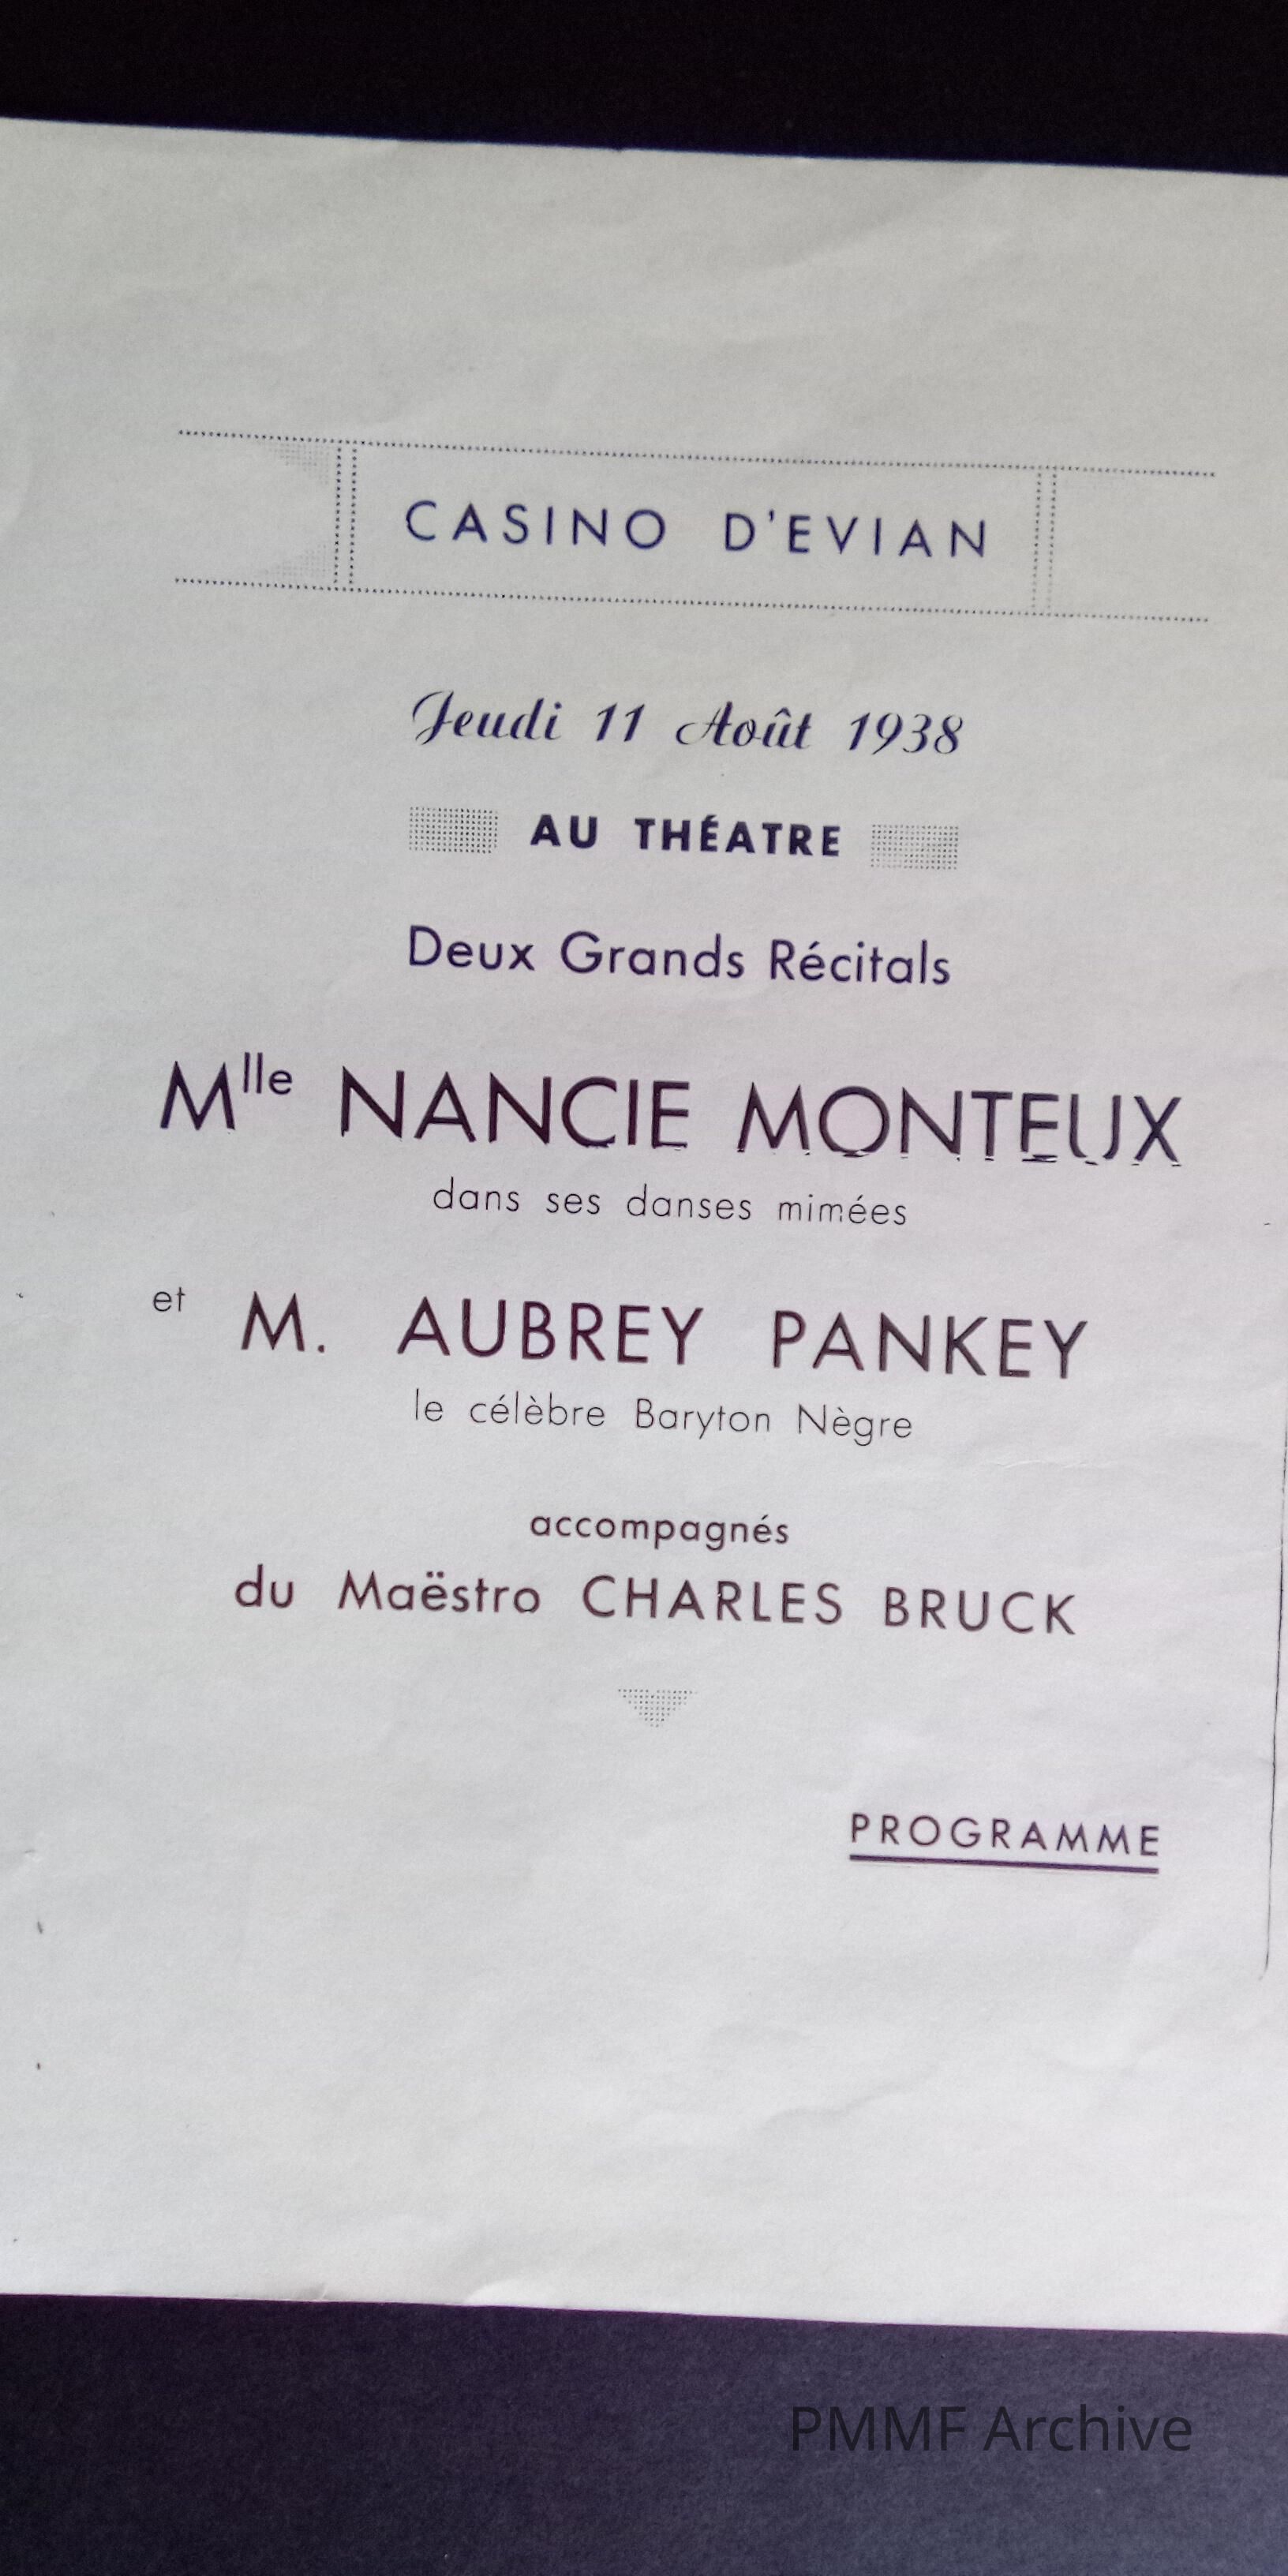 CASINO D'EVIAN
Jeudi 11 Août 1938
AU THÉATRE
Deux Grands Récitals
Mlle NANCIE MONTEUX
dans ses danses mimées
et M. AUBREY PANKEY
le célèbre Baryton Nègre
accompagnés
du Maëstro CHARLES BRUCK
PROGRAMME
PMMF Archive